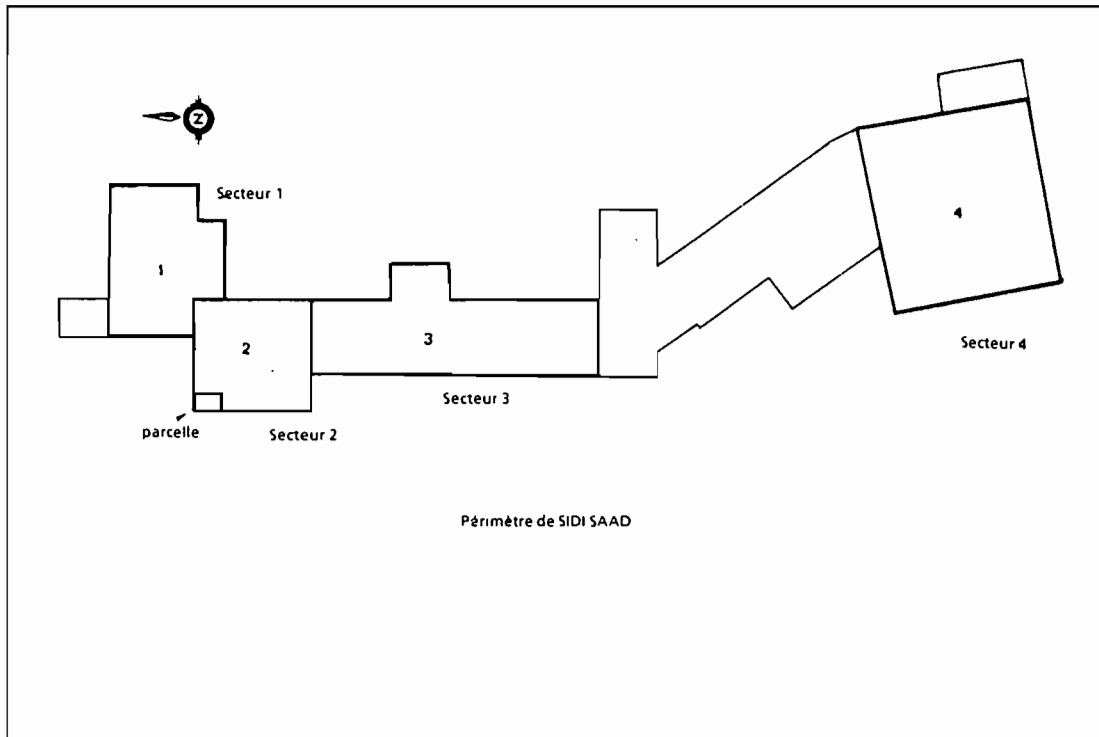 N
Secteur 1
1
4
2
3
Secteur 4
Secteur 3
parcelle
Secteur 2
Périmètre de SIDI SAAD